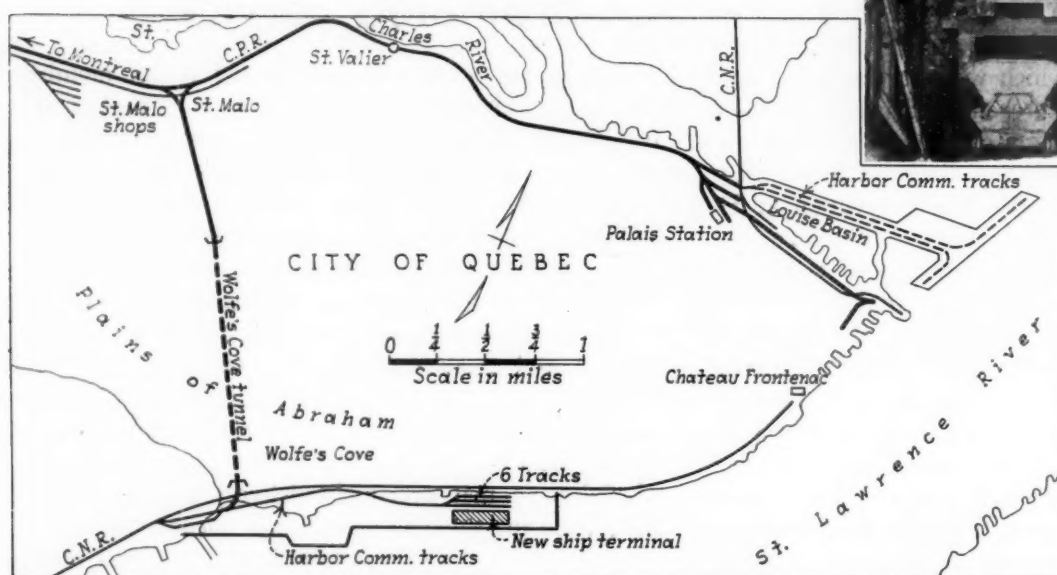 St.
Charles
River
To Montreal
C.P.R.
St. Valier
C.N.R.
St. Malo
shops
St. Malo
Harbor Comm. tracks
Louise Basin
Palais Station
CITY OF QUEBEC
Wolfe's Cove tunnel
Plains of Abraham
0 1/4 1/2 3/4 1
Scale in miles
Chateau Frontenac
Wolfe's Cove
6 Tracks
New ship terminal
Harbor Comm. tracks
C.N.R.
St. Lawrence River